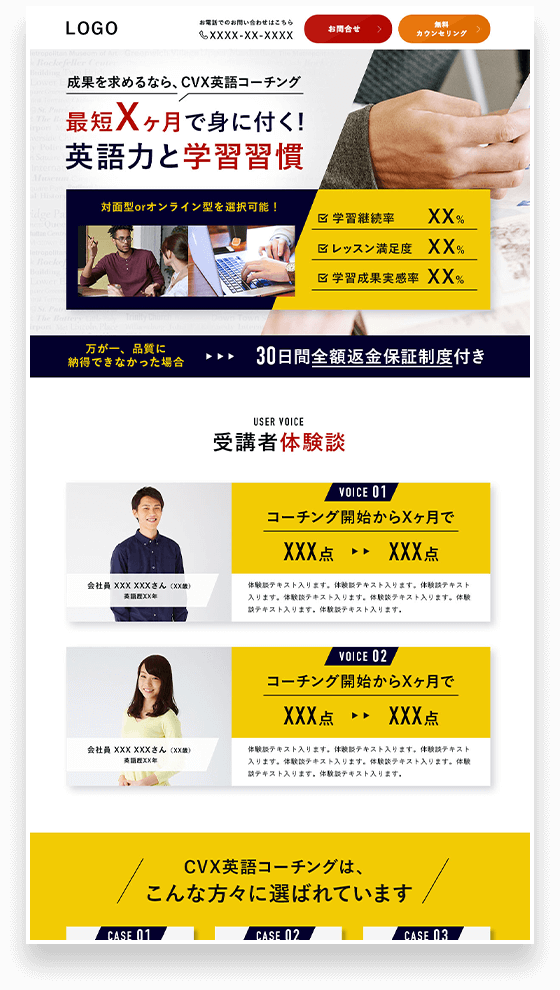 LOGO
お電話でのお問い合わせはこちら
XXXX-XX-XXXX
お問合せ
無料
カウンセリング
成果を求めるなら、CVX英語コーチング
最短Xヶ月で身に付く!
英語力と学習習慣
対面型orオンライン型を選択可能！
学習継続率 XX%
レッスン満足度 XX%
学習成果実感率 XX%
万が一、品質に
納得できなかった場合
30日間全額返金保証制度付き
USER VOICE
受講者体験談
VOICE 01
コーチング開始からXヶ月で
XXX点 XXX点
会社員 XXX XXXさん（XX歳）
英語歴XX年
体験談テキスト入ります。体験談テキスト入ります。体験談テキスト
入ります。体験談テキスト入ります。体験談テキスト入ります。体験
談テキスト入ります。体験談テキスト入ります。
VOICE 02
コーチング開始からXヶ月で
XXX点 XXX点
会社員 XXX XXXさん（XX歳）
英語歴XX年
体験談テキスト入ります。体験談テキスト入ります。体験談テキスト
入ります。体験談テキスト入ります。体験談テキスト入ります。体験
談テキスト入ります。体験談テキスト入ります。
CVX英語コーチングは、
こんな方々に選ばれています
CASE 01
CASE 02
CASE 03